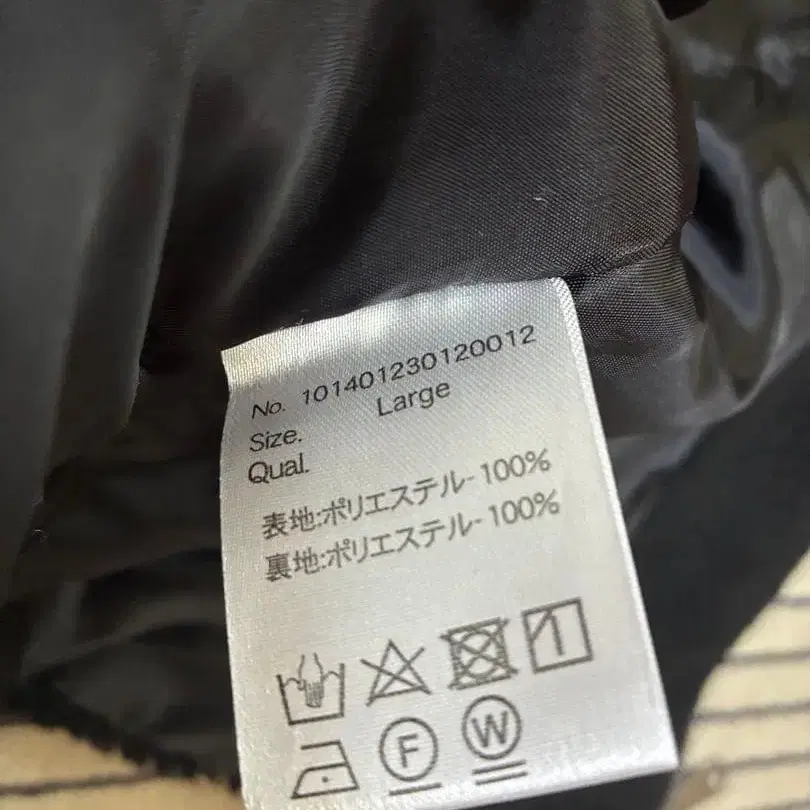 No. 101401230120012
Size. Large
Qual.
表地:ポリエステル-100%
裏地:ポリエステル-100%
F W